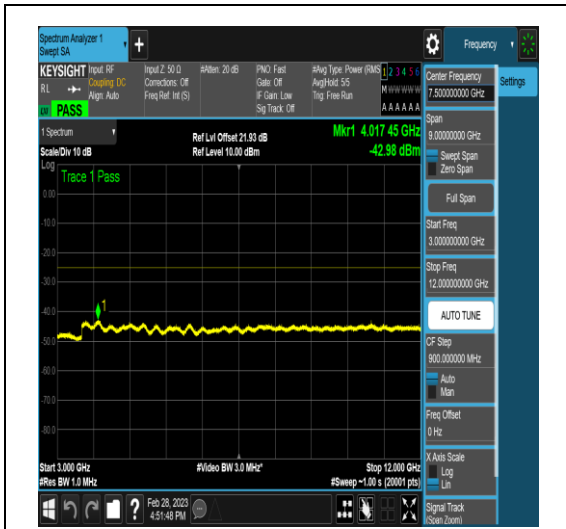 Spectrum Analyzer 1
Swept SA
Frequency
KEYSIGHT
Input: RF
Coupling: DC
Align: Auto
Input Z: 50 Ω
Corrections: Off
Freq Ref: Int (S)
#Atten: 20 dB
PNO: Fast
Gate: Off
IF Gain: Low
Sig Track: Off
#Avg Type: Power (RMS
Avg|Hold: 5/5
Trig: Free Run
1 2 3 4 5 6
M W W W W W
A A A A A A
R L
PASS
1 Spectrum
Scale/Div 10 dB
Ref Lvl Offset 21.93 dB
Ref Level 10.00 dBm
Mkr1 4.017 45 GHz
-42.98 dBm
Log
Trace 1 Pass
0.00
-10.0
-20.0
-30.0
-40.0
-50.0
-60.0
-70.0
-80.0
1
Start 3.000 GHz
#Res BW 1.0 MHz
#Video BW 3.0 MHz*
Stop 12.000 GHz
#Sweep ~1.00 s (20001 pts)
Feb 28, 2023
4:51:48 PM
Center Frequency
7.500000000 GHz
Settings
Span
9.00000000 GHz
Swept Span
Zero Span
Full Span
Start Freq
3.000000000 GHz
Stop Freq
12.000000000 GHz
AUTO TUNE
CF Step
900.000000 MHz
Auto
Man
Freq Offset
0 Hz
X Axis Scale
Log
Lin
Signal Track
(Span Zoom)